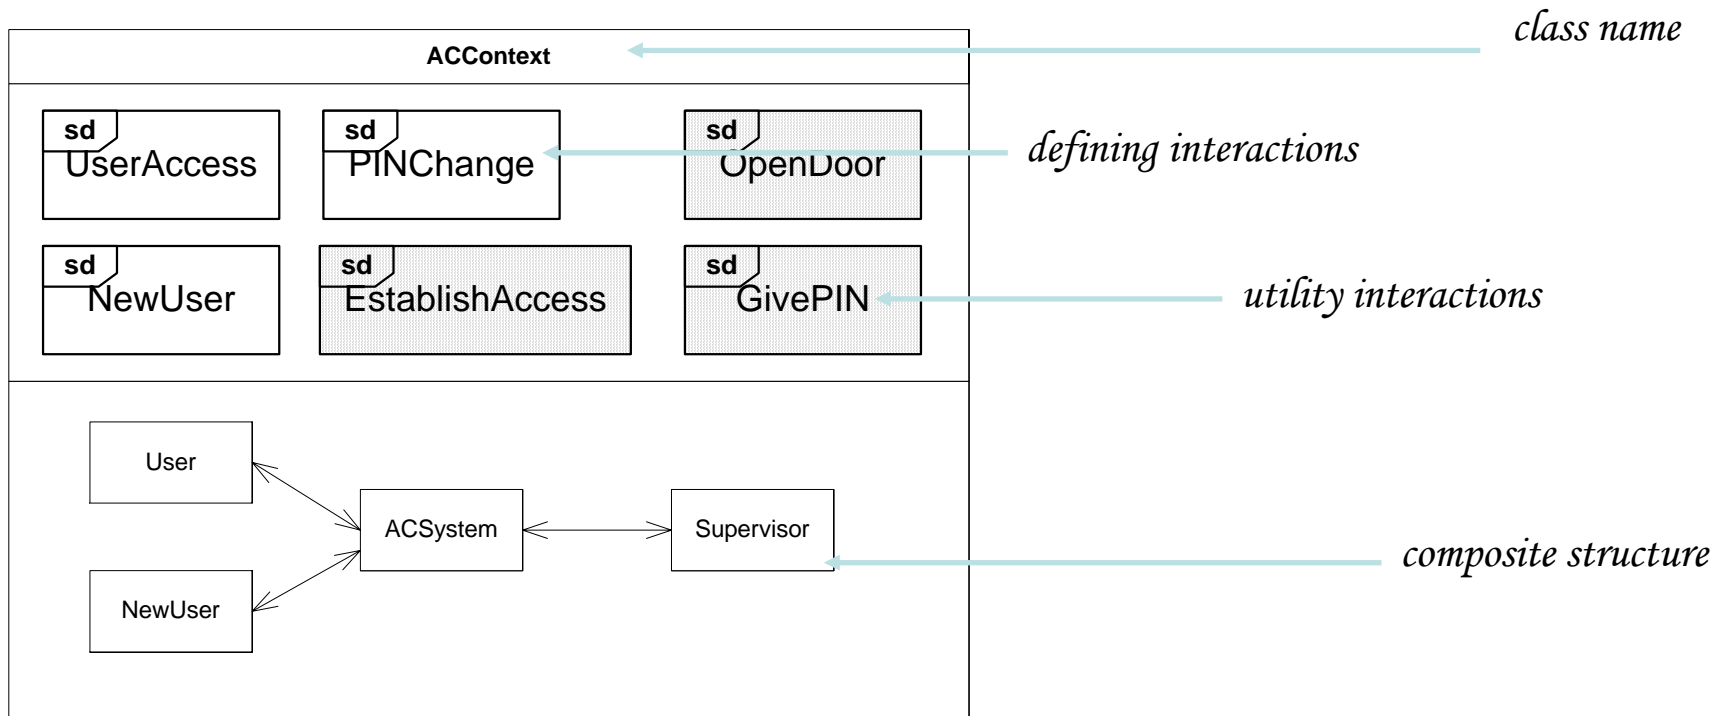 class name
ACContext
sd
UserAccess
sd
PINChange
sd
OpenDoor
defining interactions
sd
NewUser
sd
EstablishAccess
sd
GivePIN
utility interactions
User
ACSystem
Supervisor
composite structure
NewUser